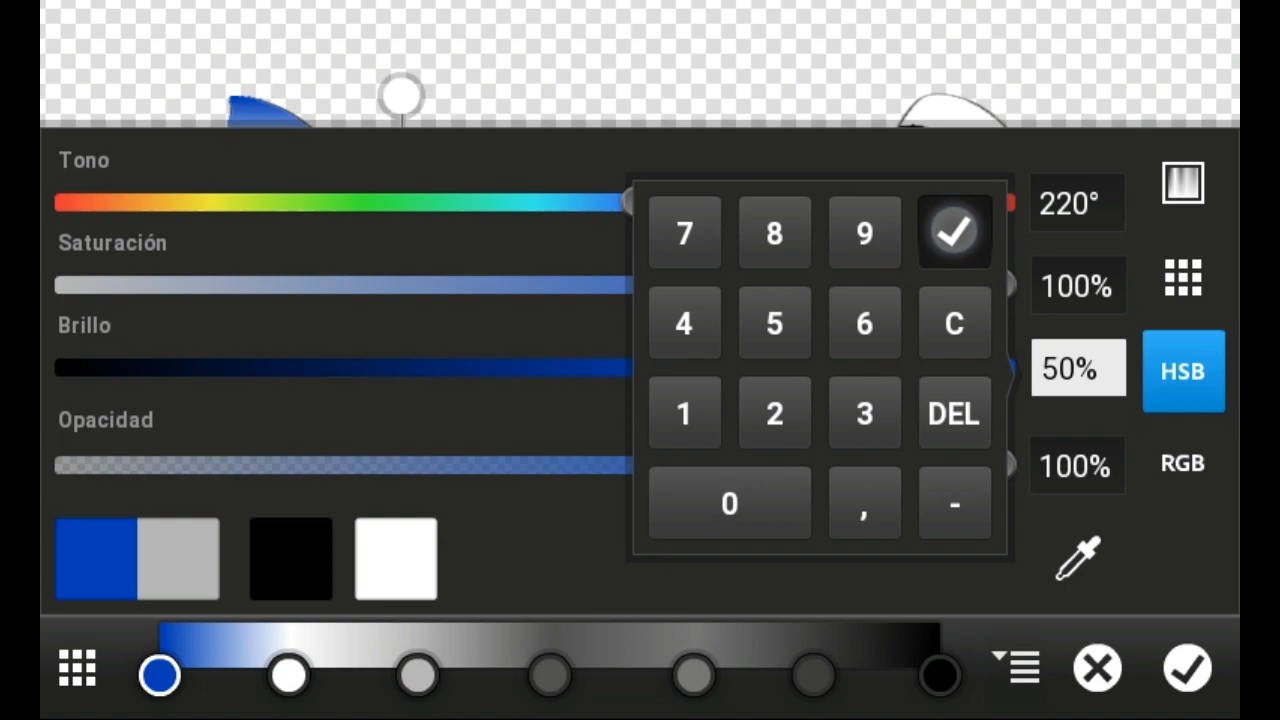 Tono
220°
Saturación
100%
Brillo
50%
Opacidad
100%
HSB
RGB
7 8 9
4 5 6 C
1 2 3 DEL
0 , -